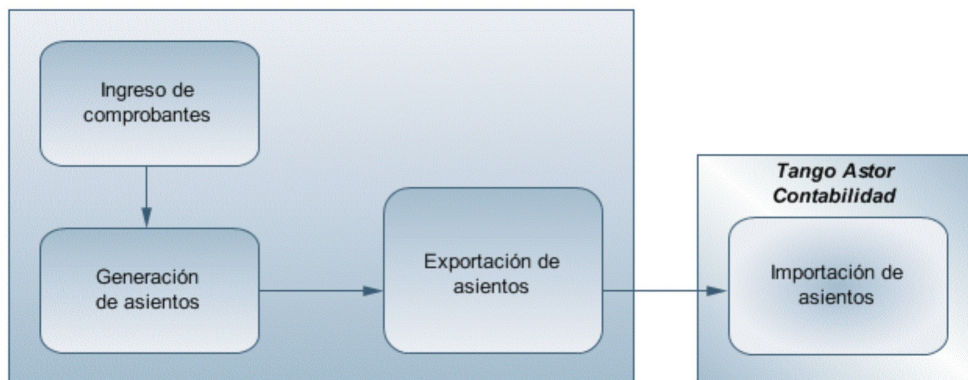 Ingreso de
comprobantes
Generación
de asientos
Exportación de
asientos
Tango Astor
Contabilidad
Importación de
asientos